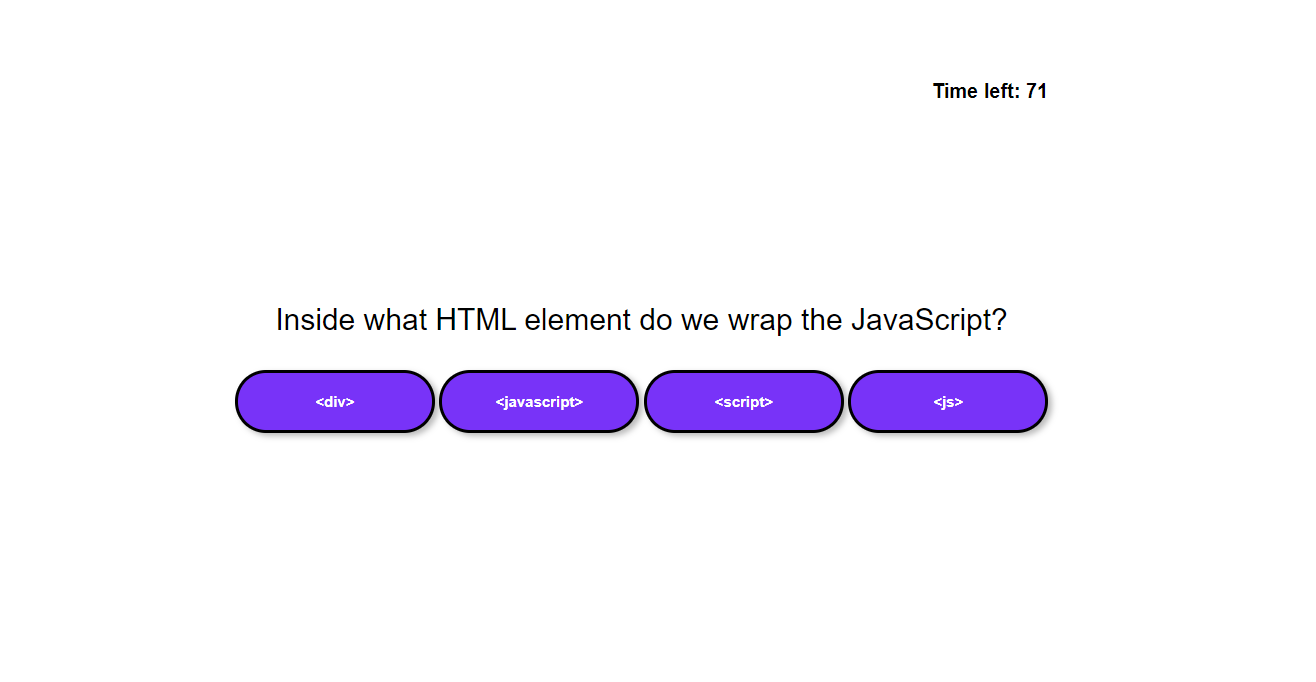 Time left: 71
Inside what HTML element do we wrap the JavaScript?
<div> <javascript> <script> <js>